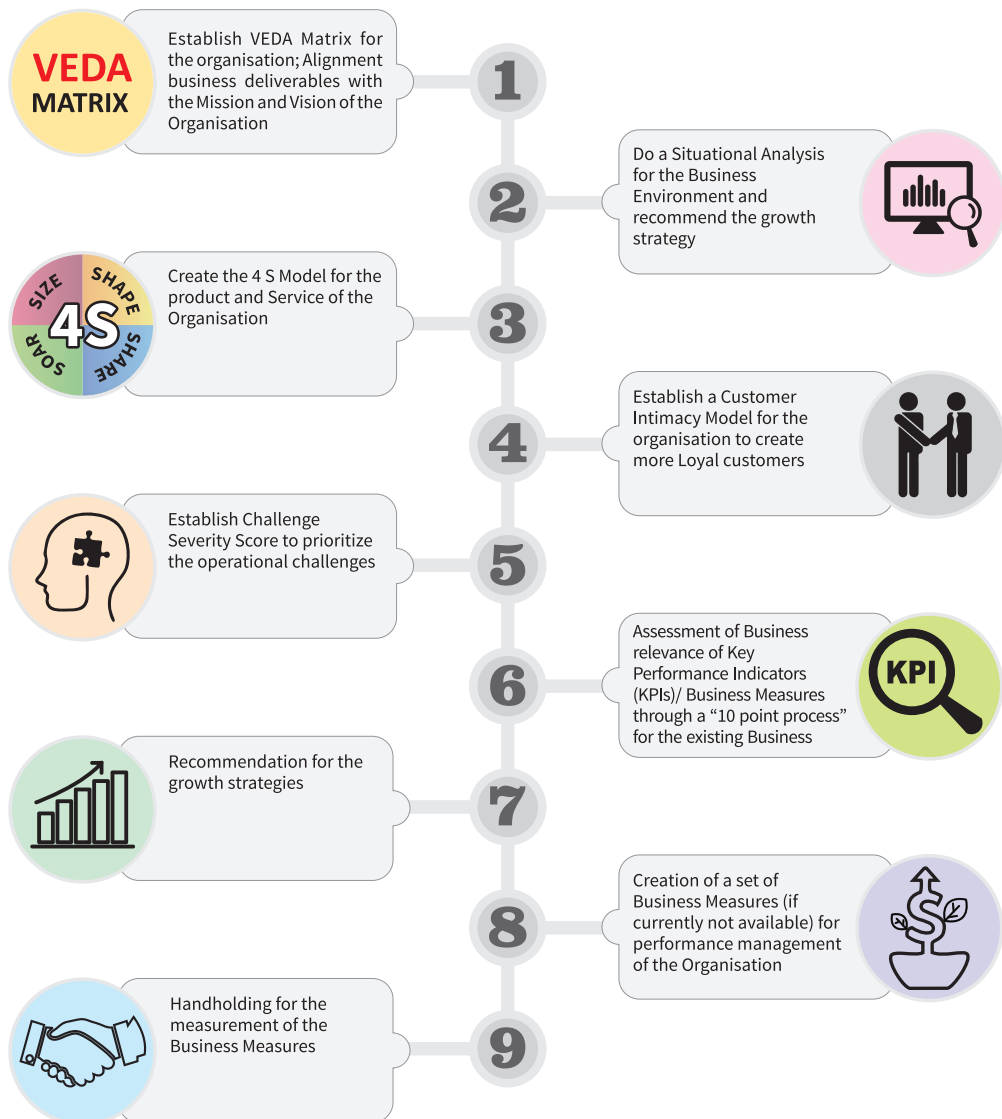 VEDA
MATRIX
Establish VEDA Matrix for
the organisation; Alignment
business deliverables with
the Mission and Vision of the
Organisation
1
2
Do a Situational Analysis
for the Business
Environment and
recommend the growth
strategy
SIZE
SHAPE
4S
SOAR
SHARE
Create the 4 S Model for the
product and Service of the
Organisation
3
4
Establish a Customer
Intimacy Model for the
organisation to create
more Loyal customers
Establish Challenge
Severity Score to prioritize
the operational challenges
5
6
Assessment of Business
relevance of Key
Performance Indicators
(KPIs)/ Business Measures
through a “10 point process”
for the existing Business
KPI
Recommendation for the
growth strategies
7
8
Creation of a set of
Business Measures (if
currently not available) for
performance management
of the Organisation
S
Handholding for the
measurement of the
Business Measures
9